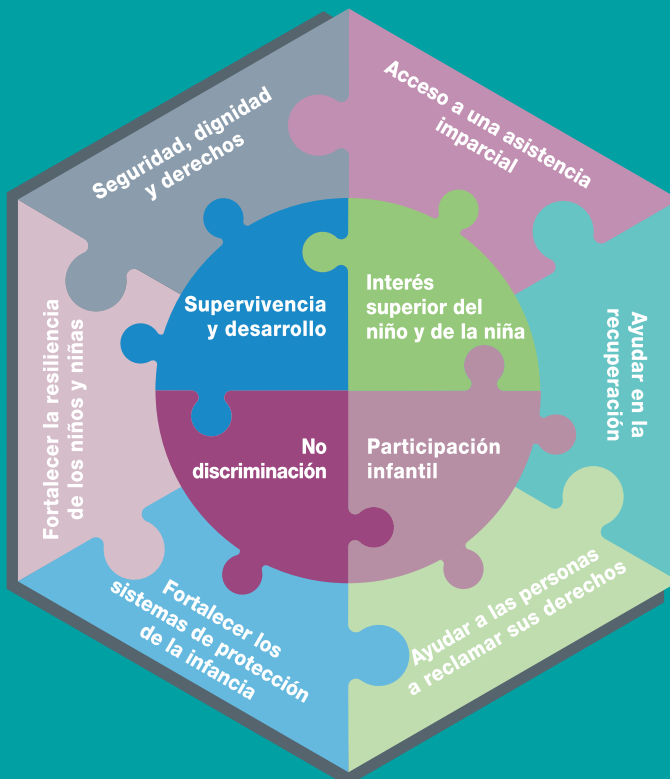 Seguridad, dignidad
y derechos
Acceso a una asistencia
imparcial
Ayudar en la
recuperación
Ayudar a las personas
a reclamar sus derechos
Fortalecer los
sistemas de protección
de la infancia
Fortalecer la resiliencia
de los niños y niñas
Supervivencia
y desarrollo
Interés
superior del
niño y de la niña
No
discriminación
Participación
infantil